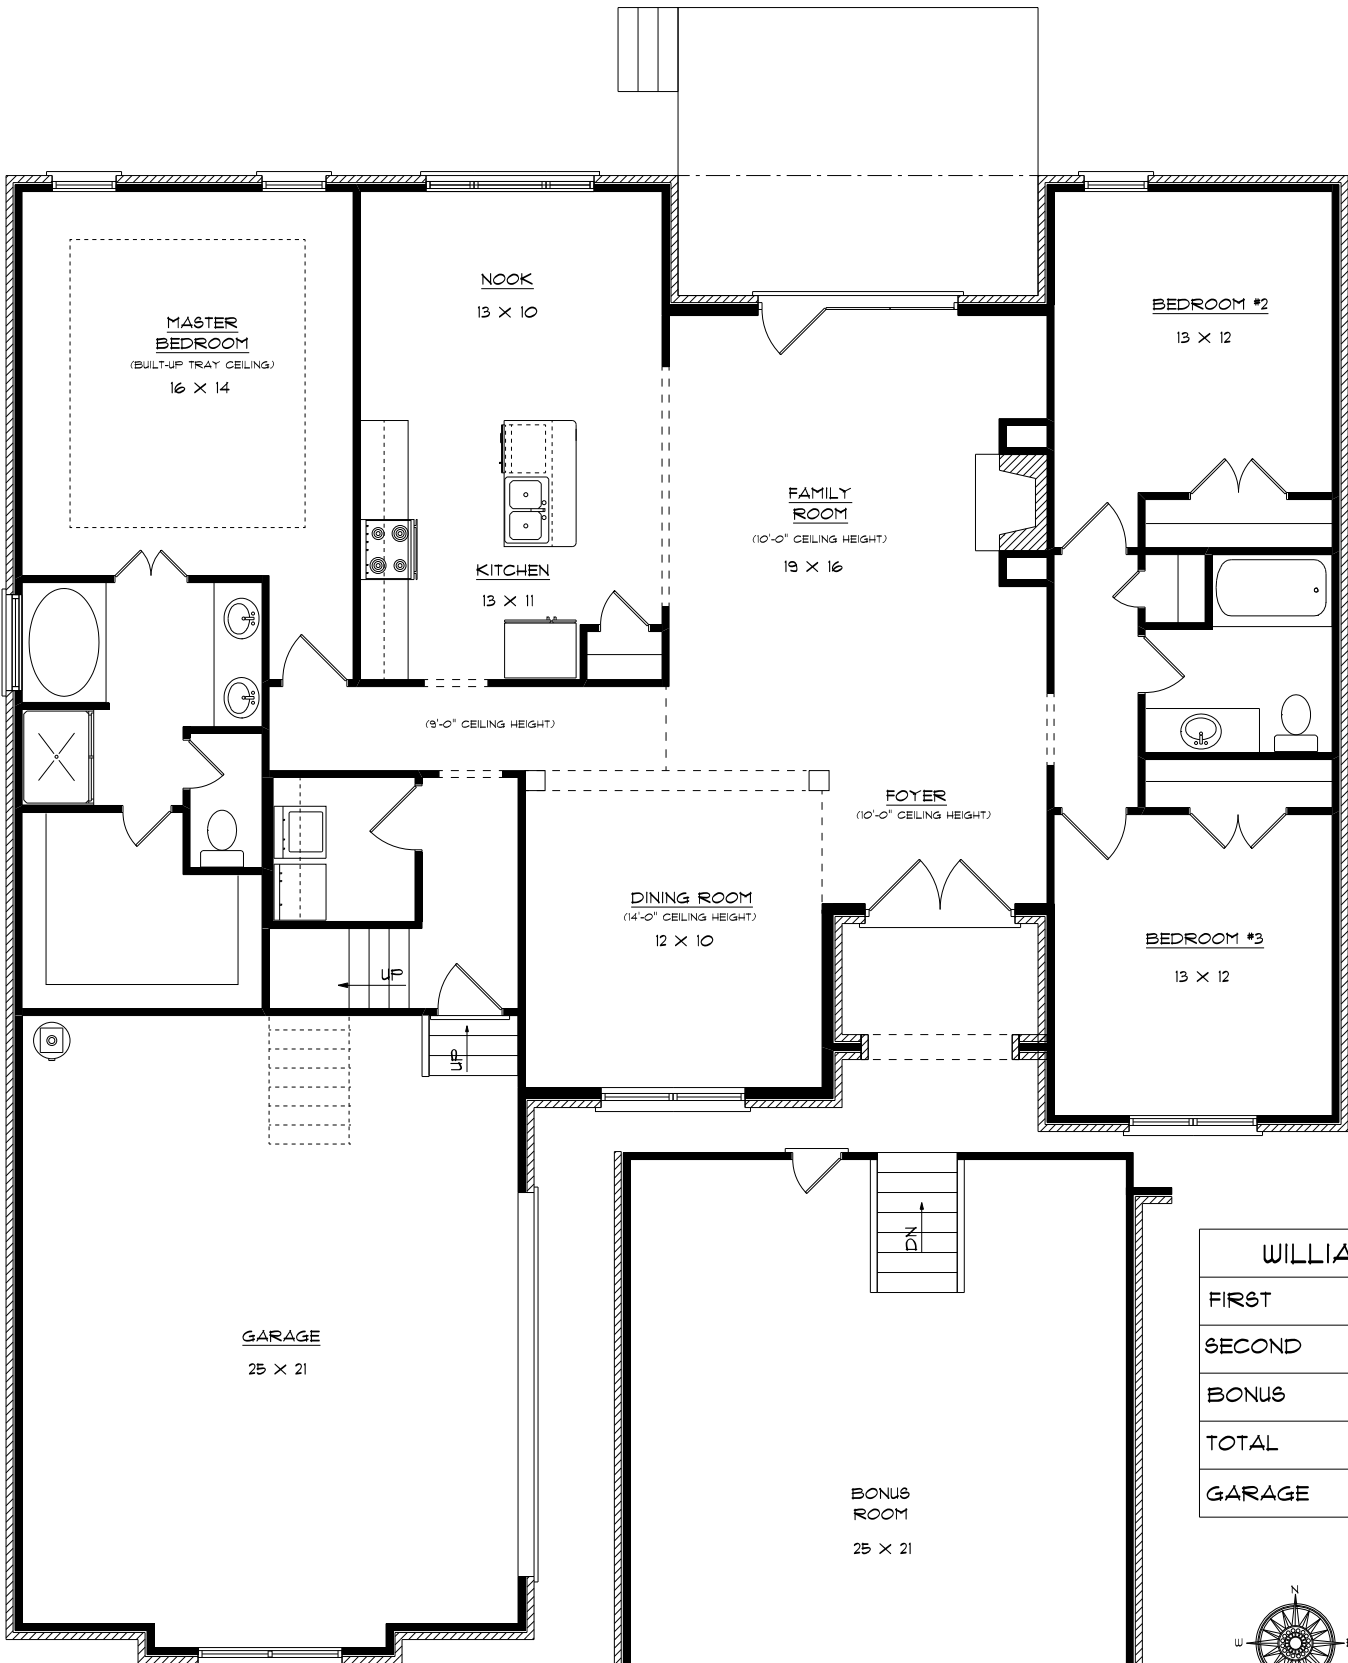 NOOK
13 X 10
BEDROOM #2
13 X 12
MASTER
BEDROOM
(BUILT-UP TRAY CEILING)
16 X 14
FAMILY
ROOM
(10'-0" CEILING HEIGHT)
19 X 16
KITCHEN
13 X 11
(9'-0" CEILING HEIGHT)
FOYER
(10'-0" CEILING HEIGHT)
DINING ROOM
(14'-0" CEILING HEIGHT)
12 X 10
BEDROOM #3
13 X 12
UP
UP
DN
GARAGE
25 X 21
BONUS
ROOM
25 X 21
WILLIA
FIRST
SECOND
BONUS
TOTAL
GARAGE
N
W